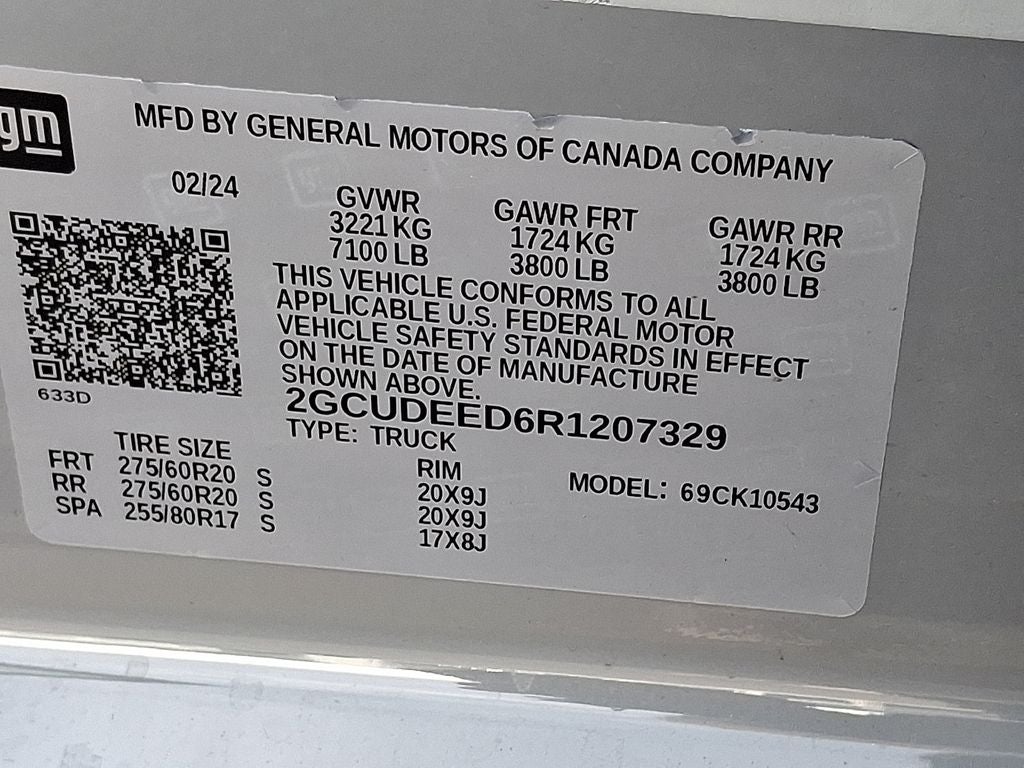 gm
MFD BY GENERAL MOTORS OF CANADA COMPANY
02/24
GVWR
3221 KG
7100 LB
GAWR FRT
1724 KG
3800 LB
GAWR RR
1724 KG
3800 LB
THIS VEHICLE CONFORMS TO ALL
APPLICABLE U.S. FEDERAL MOTOR
VEHICLE SAFETY STANDARDS IN EFFECT
ON THE DATE OF MANUFACTURE
SHOWN ABOVE.
633D
2GCUDEED6R1207329
TYPE: TRUCK
TIRE SIZE
RIM
MODEL: 69CK10543
FRT 275/60R20 S 20X9J
RR 275/60R20 S 20X9J
SPA 255/80R17 S 17X8J